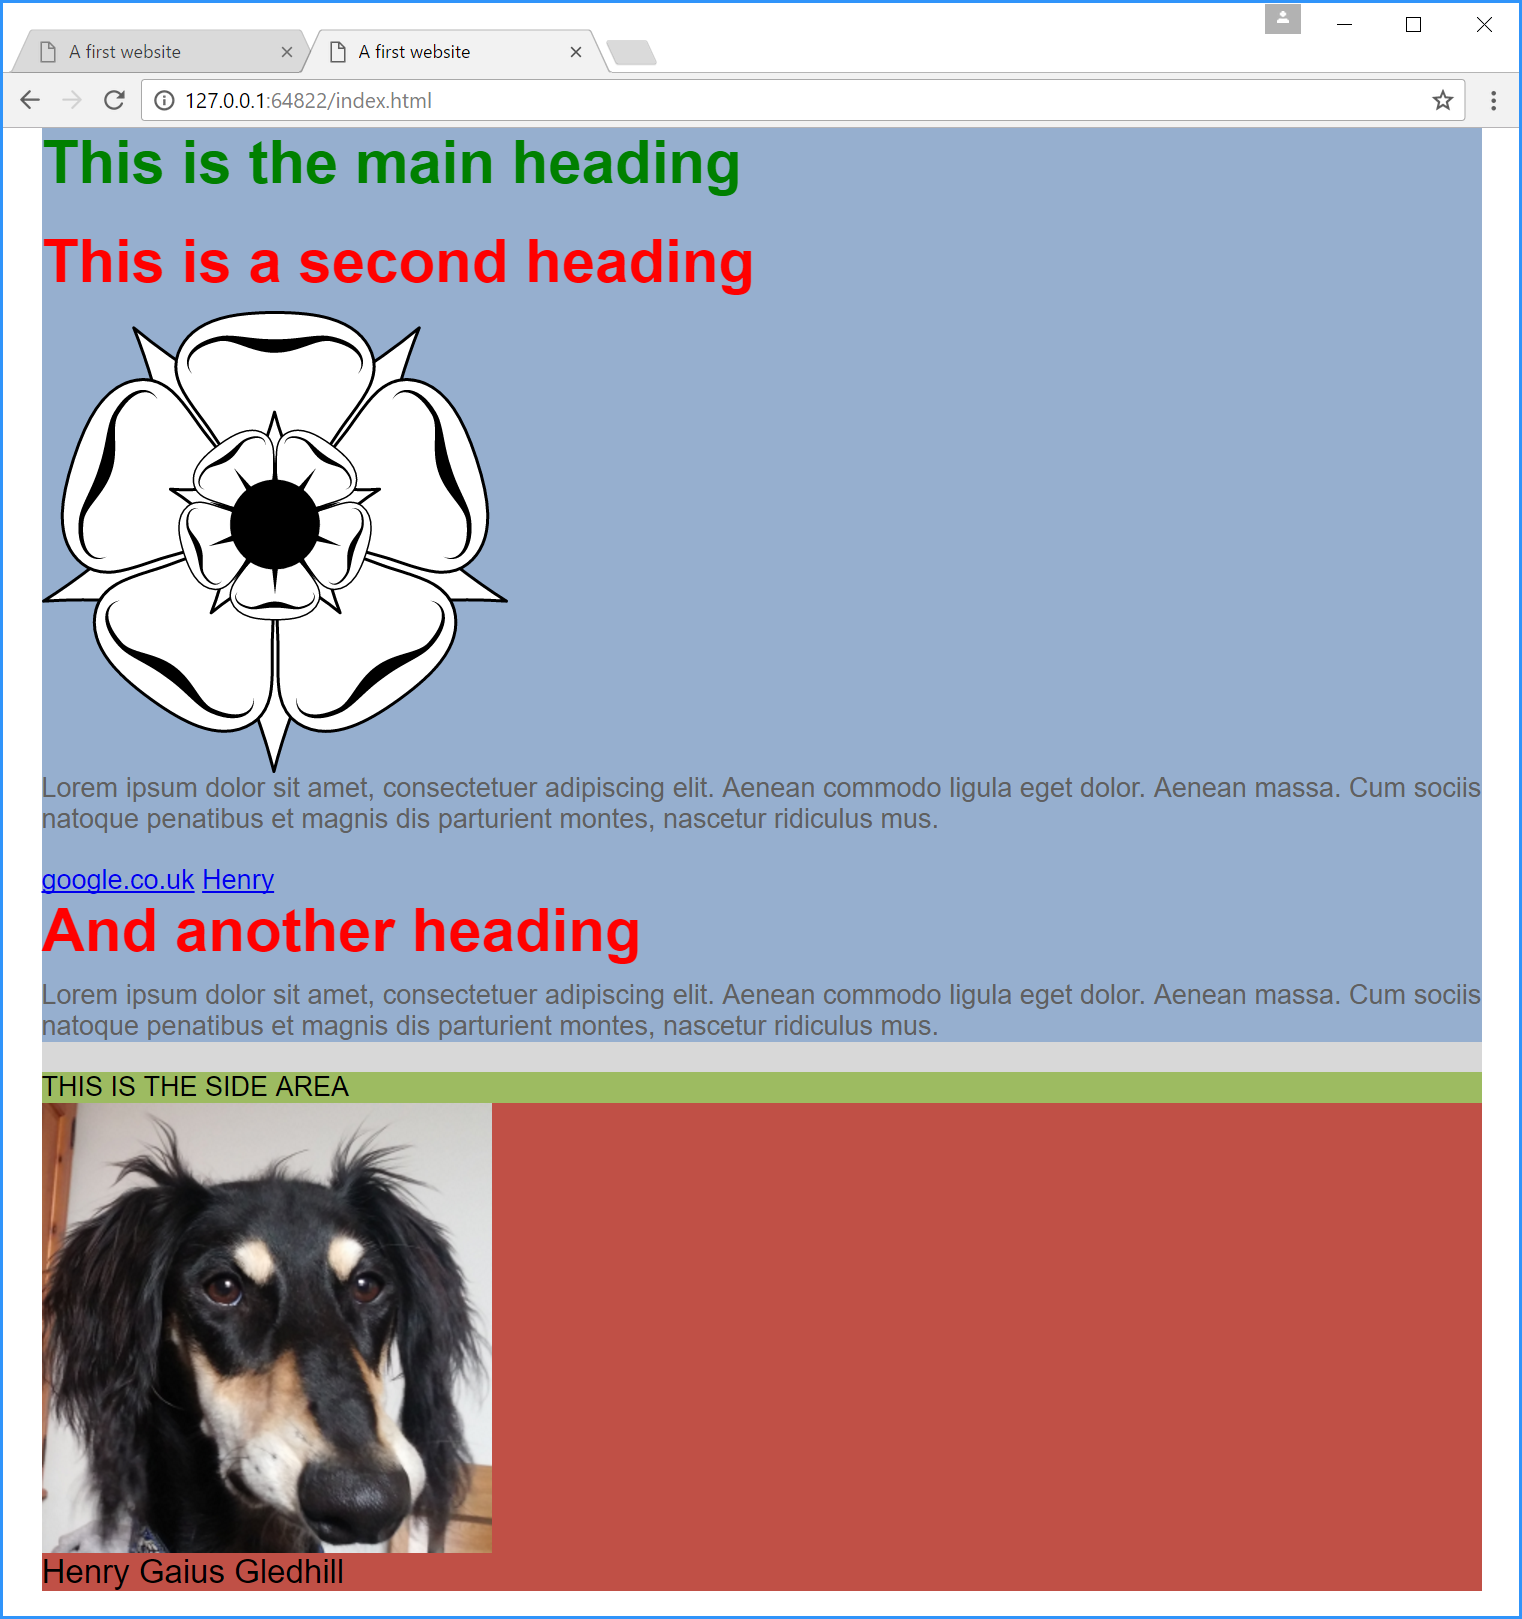 A first website
A first website
127.0.0.1:64822/index.html
This is the main heading
This is a second heading
Lorem ipsum dolor sit amet, consectetuer adipiscing elit. Aenean commodo ligula eget dolor. Aenean massa. Cum sociis
natoque penatibus et magnis dis parturient montes, nascetur ridiculus mus.
google.co.uk Henry
And another heading
Lorem ipsum dolor sit amet, consectetuer adipiscing elit. Aenean commodo ligula eget dolor. Aenean massa. Cum sociis
natoque penatibus et magnis dis parturient montes, nascetur ridiculus mus.
THIS IS THE SIDE AREA
Henry Gaius Gledhill